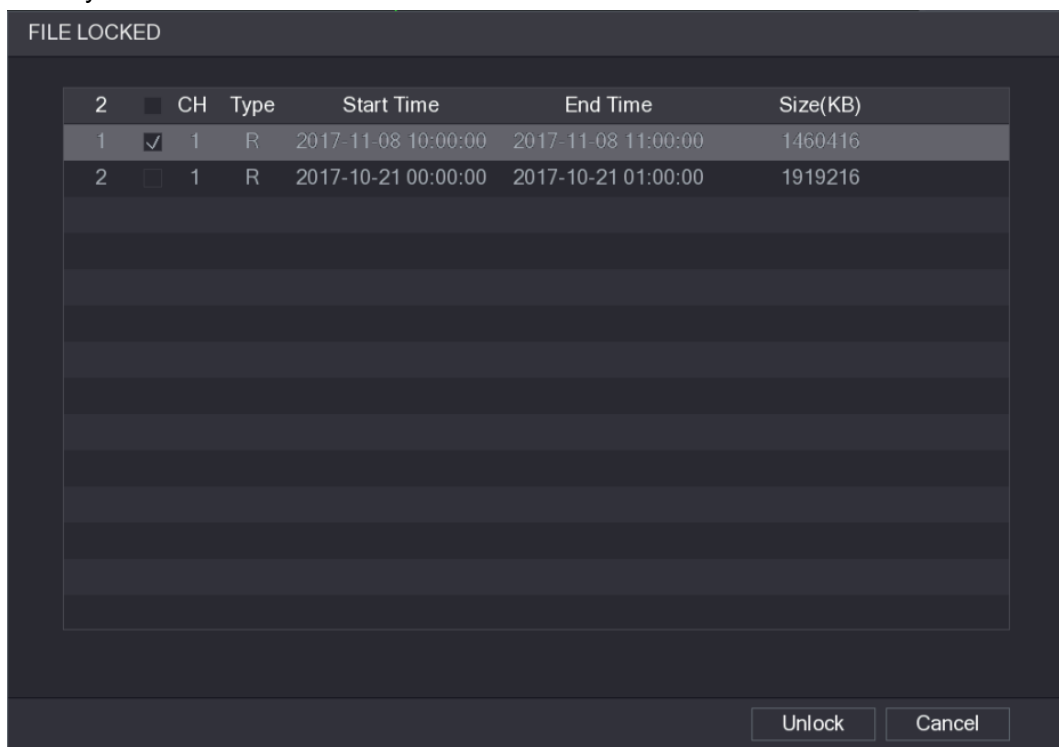 FILE LOCKED
2 CH Type Start Time End Time Size(KB)
1 1 R 2017-11-08 10:00:00 2017-11-08 11:00:00 1460416
2 1 R 2017-10-21 00:00:00 2017-10-21 01:00:00 1919216
Unlock Cancel